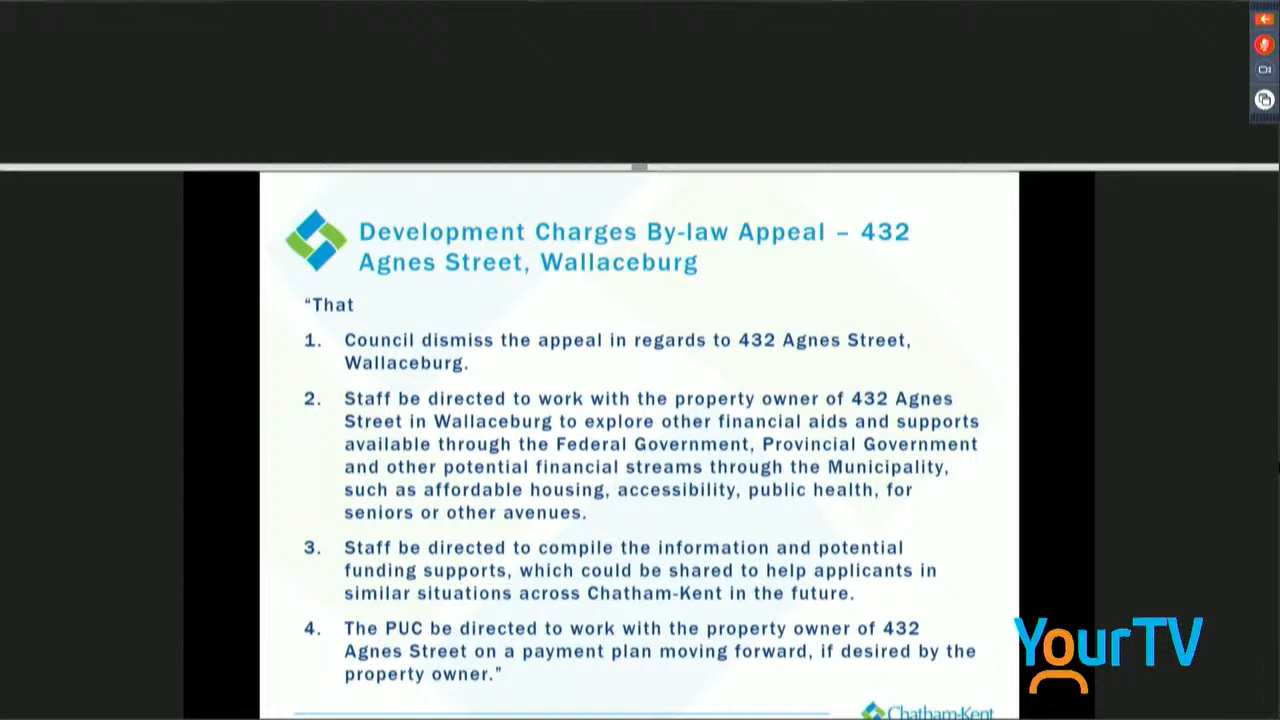 Development Charges By-law Appeal – 432
Agnes Street, Wallaceburg
“That
1. Council dismiss the appeal in regards to 432 Agnes Street,
Wallaceburg.
2. Staff be directed to work with the property owner of 432 Agnes
Street in Wallaceburg to explore other financial aids and supports
available through the Federal Government, Provincial Government
and other potential financial streams through the Municipality,
such as affordable housing, accessibility, public health, for
seniors or other avenues.
3. Staff be directed to compile the information and potential
funding supports, which could be shared to help applicants in
similar situations across Chatham-Kent in the future.
4. The PUC be directed to work with the property owner of 432
Agnes Street on a payment plan moving forward, if desired by the
property owner.”
YourTV
Chatham-Kent